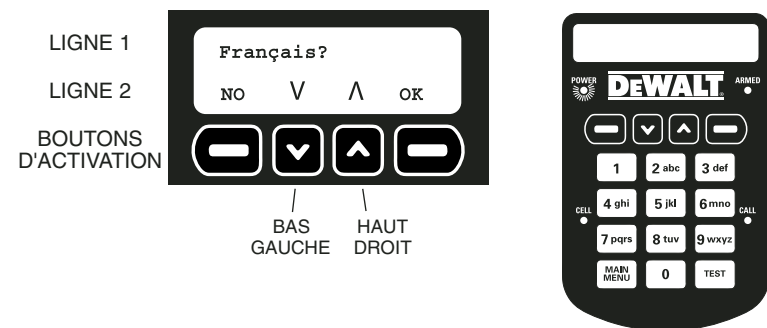 LIGNE 1
Français?
LIGNE 2
NO V Λ OK
BOUTONS
D'ACTIVATION
BAS
GAUCHE
HAUT
DROIT
POWER
DEWALT
ARMED
1
2 abc
3 def
4 ghi
5 jkl
6 mno
CELL
CALL
7 pqrs
8 tuv
9 wxyz
MAIN
MENU
0
TEST